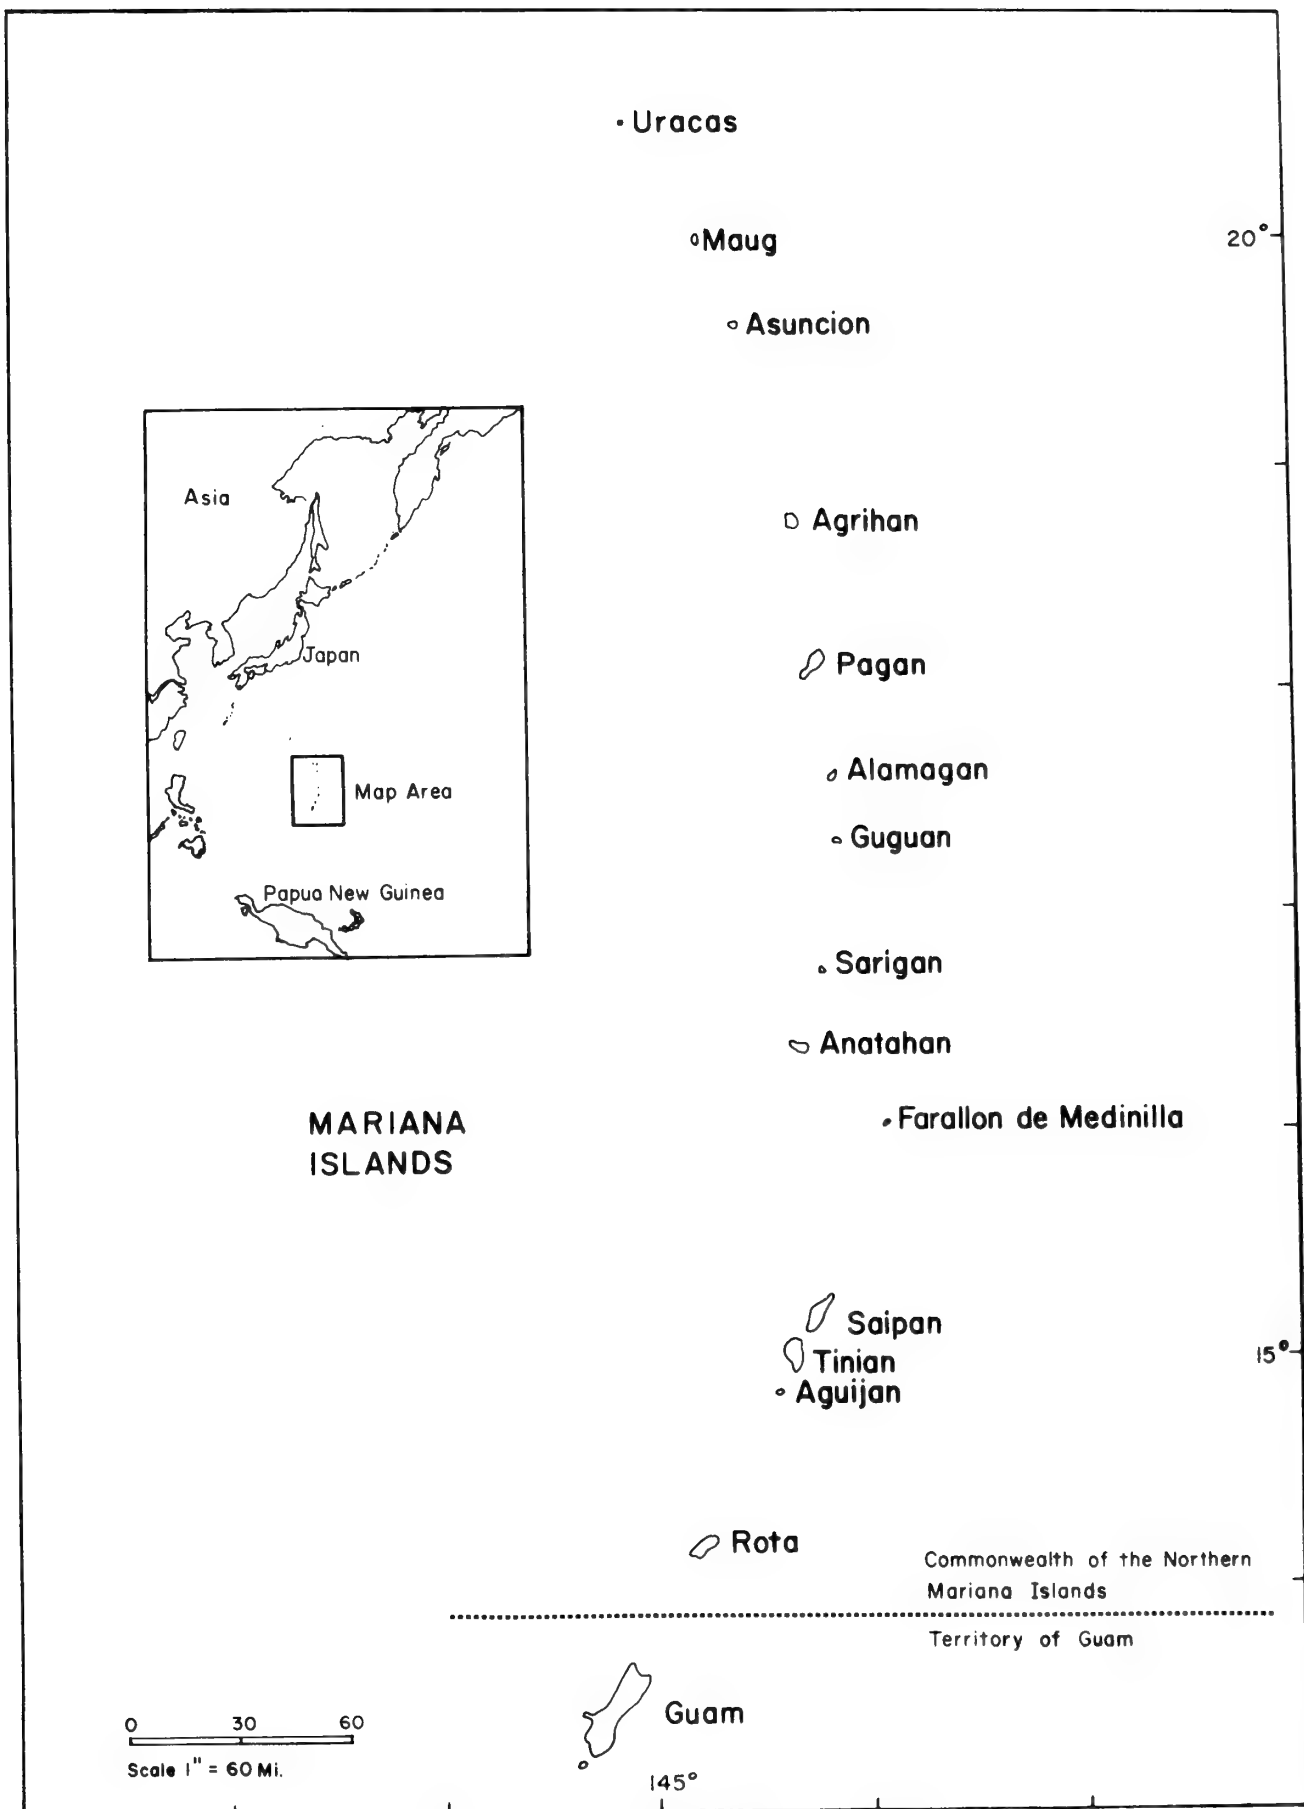 Uracas
Maug
20°
Asuncion
Asia
Agrihan
Japan
Pagan
Alamagan
Map Area
Guguan
Papua New Guinea
Sarigan
Anatahan
MARIANA
ISLANDS
Farallon de Medinilla
Saipan
15°
Tinian
Aguijan
Rota
Commonwealth of the Northern
Mariana Islands
Territory of Guam
Guam
0 30 60
Scale 1" = 60 Mi.
145°